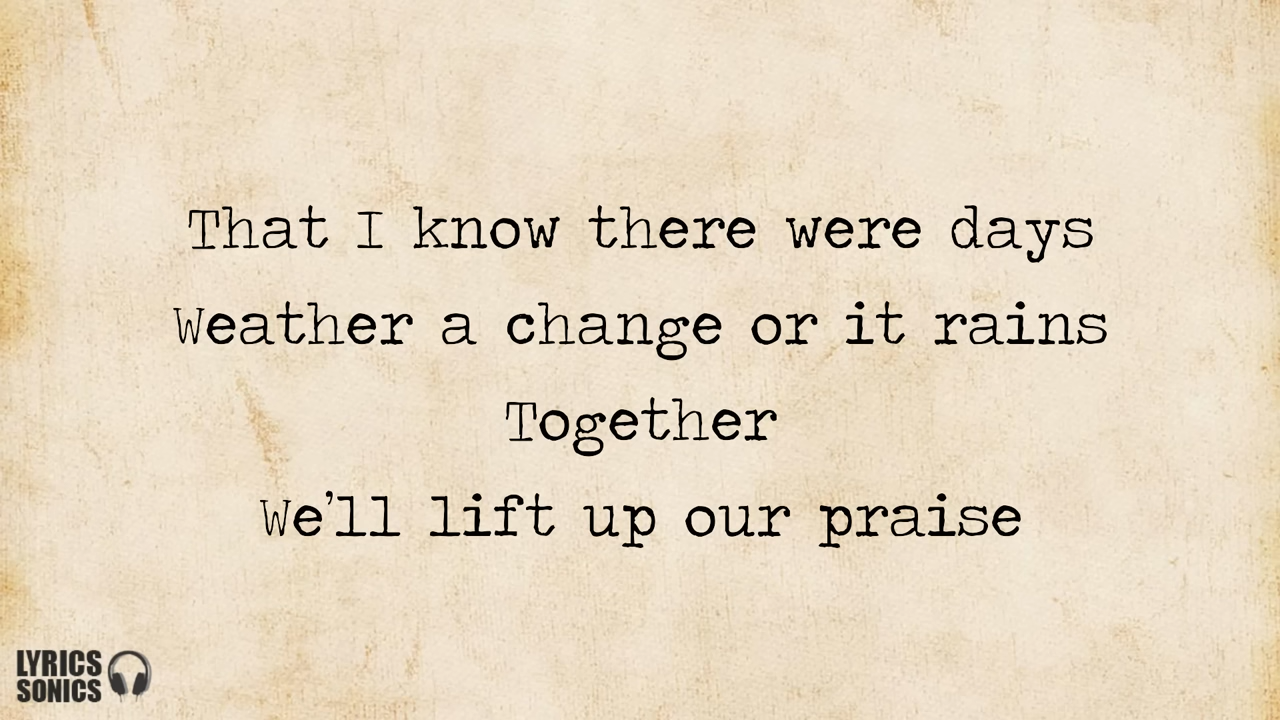 That I know there were days
Weather a change or it rains
Together
We'll lift up our praise
LYRICS
SONICS